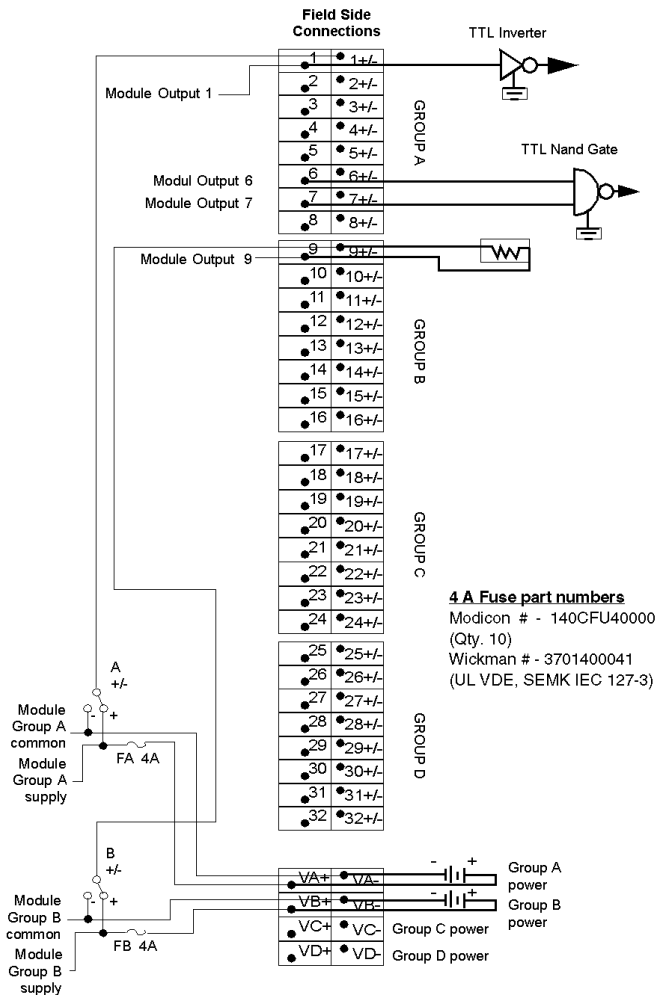 Field Side
Connections
TTL Inverter
1 1+/-
Module Output 1
2 2+/-
3 3+/-
GROUP A
4 4+/-
5 5+/-
TTL Nand Gate
Modul Output 6
6 6+/-
Module Output 7
7 7+/-
8 8+/-
Module Output 9
9 9+/-
10 10+/-
11 11+/-
12 12+/-
GROUP B
13 13+/-
14 14+/-
15 15+/-
16 16+/-
17 17+/-
18 18+/-
19 19+/-
20 20+/-
GROUP C
21 21+/-
22 22+/-
23 23+/-
24 24+/-
4 A Fuse part numbers
Modicon # - 140CFU40000
(Qty. 10)
Wickman # - 3701400041
(UL VDE, SEMK IEC 127-3)
25 25+/-
26 26+/-
27 27+/-
28 28+/-
GROUP D
29 29+/-
30 30+/-
31 31+/-
32 32+/-
A
+/-
- +
Module
Group A
common
FA 4A
Module
Group A
supply
B
+/-
- +
Module
Group B
common
FB 4A
Module
Group B
supply
VA+ VA-
- +
Group A
power
VB+ VB-
- +
Group B
power
VC+ VC- Group C power
VD+ VD- Group D power